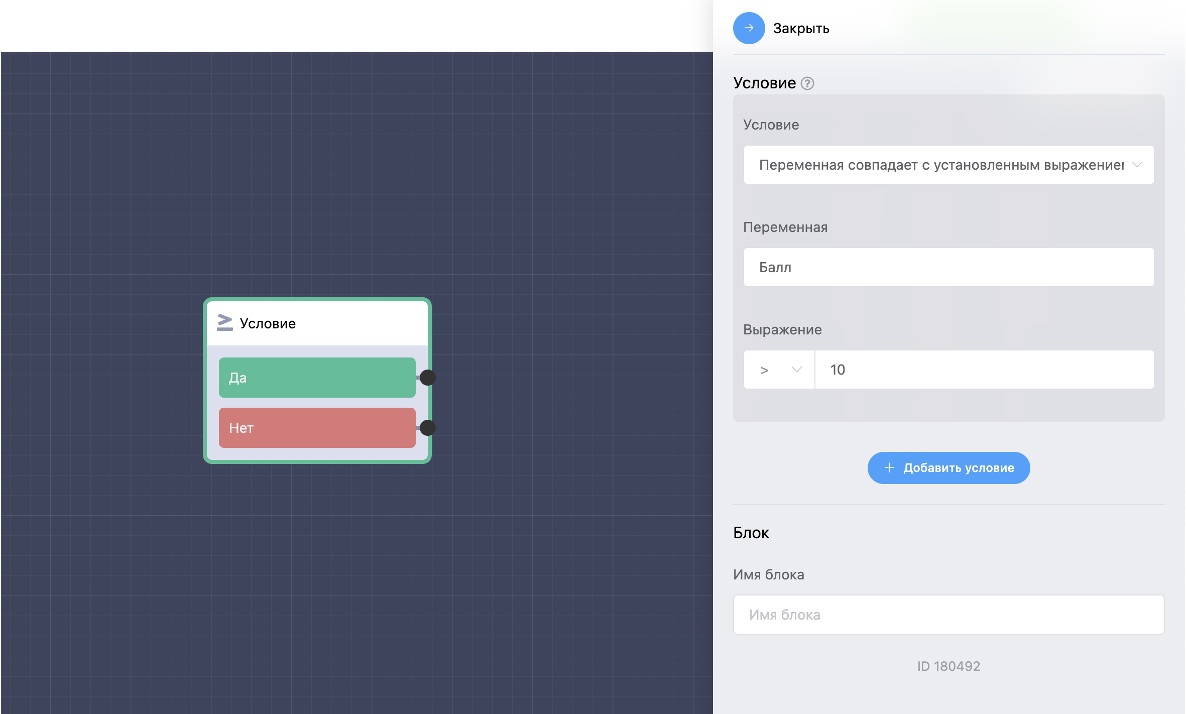 Закрыть
Условие
Условие
Переменная совпадает с установленным выражением
Переменная
Балл
Выражение
> 10
+ Добавить условие
Блок
Имя блока
Имя блока
ID 180492
Условие
Да
Нет